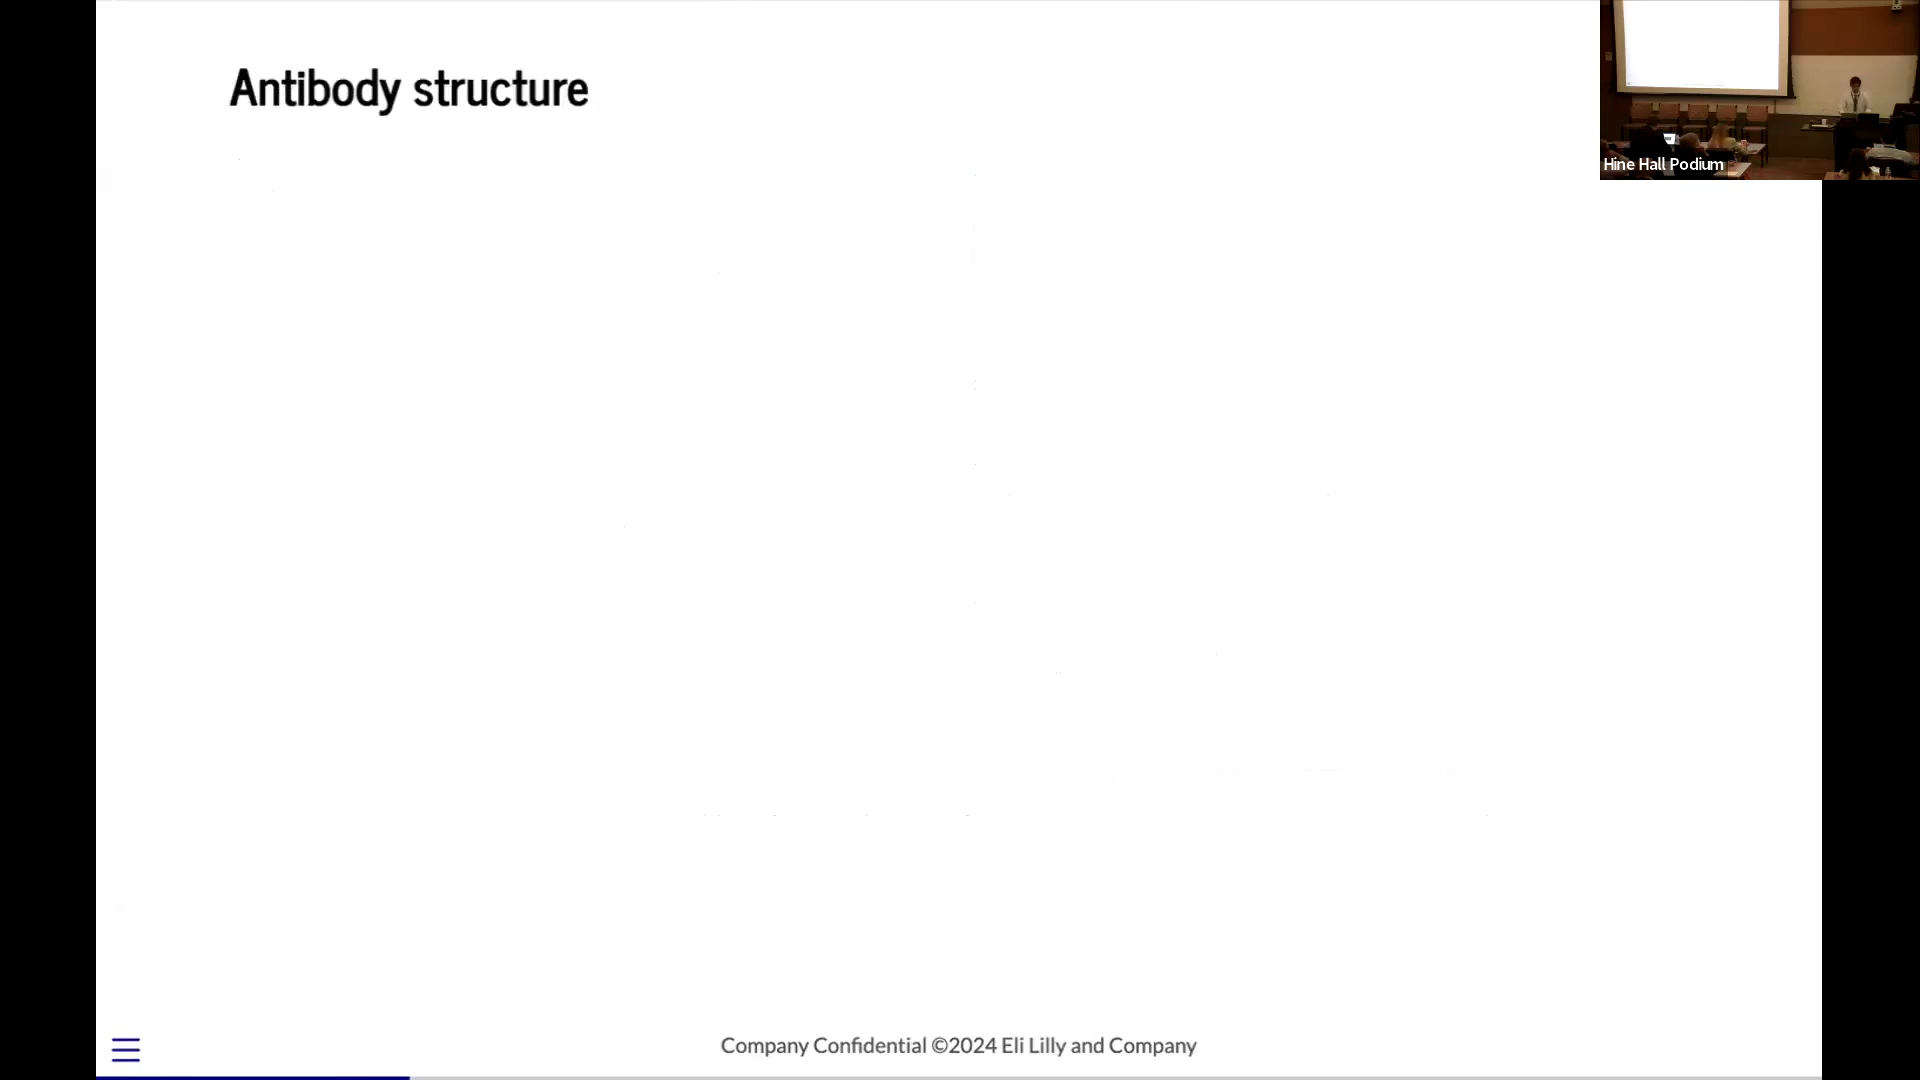 Antibody structure
Hine Hall Podium
Company Confidential ©2024 Eli Lilly and Company